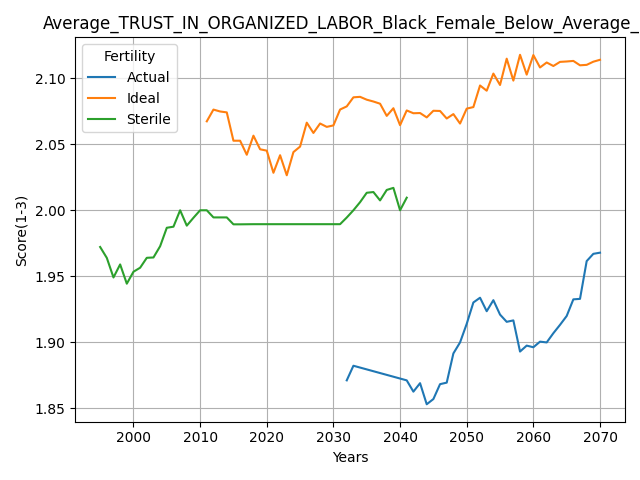 Average_TRUST_IN_ORGANIZED_LABOR_Black_Female_Below_Average_
Fertility
Actual
Ideal
Sterile
Score(1-3)
2.10
2.05
2.00
1.95
1.90
1.85
2000 2010 2020 2030 2040 2050 2060 2070
Years